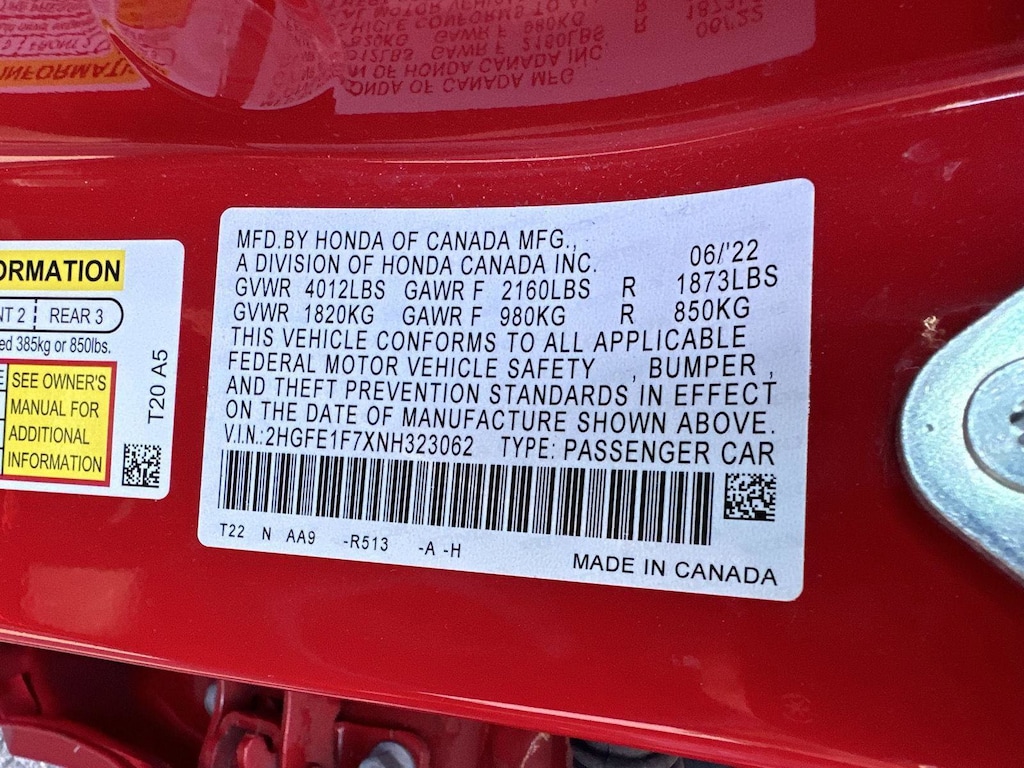 ORMATION
NT 2 REAR 3
ed 385kg or 850lbs.
SEE OWNER'S
MANUAL FOR
ADDITIONAL
INFORMATION
T20 A5
MFD.BY HONDA OF CANADA MFG.,
A DIVISION OF HONDA CANADA INC. 06/'22
GVWR 4012LBS GAWR F 2160LBS R 1873LBS
GVWR 1820KG GAWR F 980KG R 850KG
THIS VEHICLE CONFORMS TO ALL APPLICABLE
FEDERAL MOTOR VEHICLE SAFETY , BUMPER ,
AND THEFT PREVENTION STANDARDS IN EFFECT
ON THE DATE OF MANUFACTURE SHOWN ABOVE.
V.I.N.:2HGFE1F7XNH323062 TYPE: PASSENGER CAR
T22 N AA9 -R513 -A -H
MADE IN CANADA